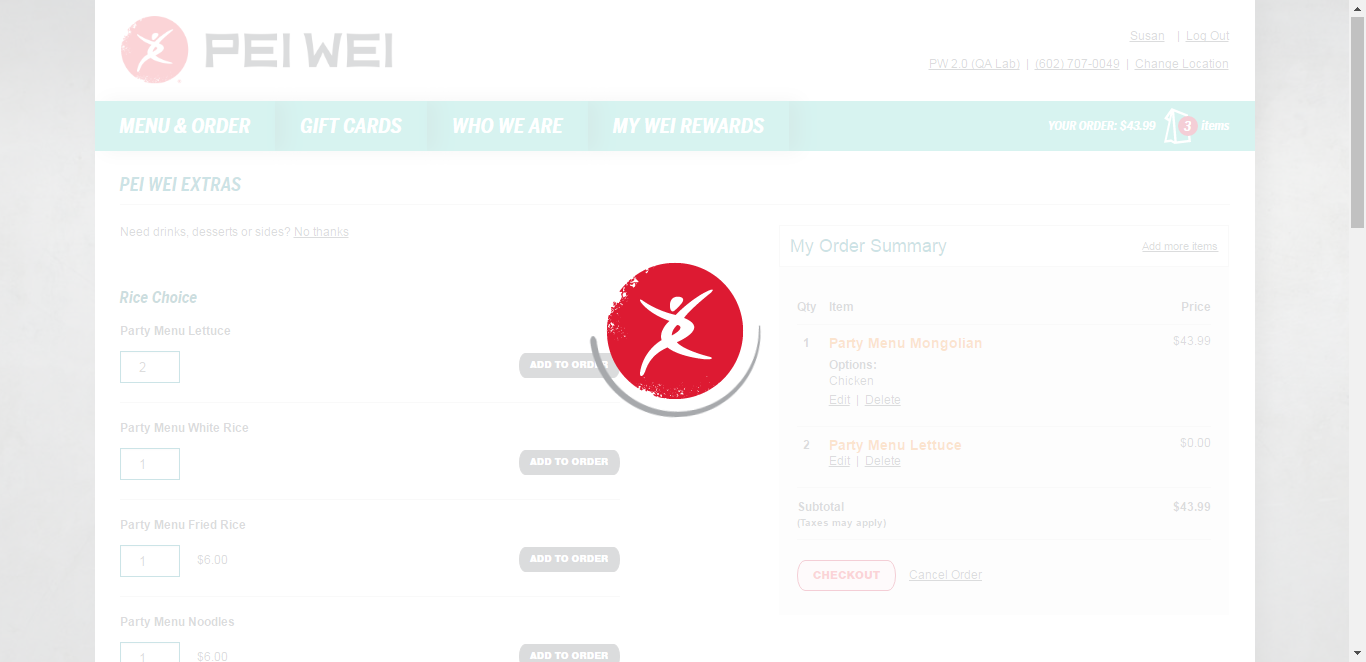 PEI WEI
Susan | Log Out
PW 2.0 (QA Lab) | (602) 707-0049 | Change Location
MENU & ORDER GIFT CARDS WHO WE ARE MY WEI REWARDS YOUR ORDER: $43.99 3 items
PEI WEI EXTRAS
Need drinks, desserts or sides? No thanks
Rice Choice
Party Menu Lettuce
2 ADD TO ORDER
Party Menu White Rice
1 ADD TO ORDER
Party Menu Fried Rice
1 $6.00 ADD TO ORDER
Party Menu Noodles
1 $6.00 ADD TO ORDER
My Order Summary Add more items
Qty Item Price
1 Party Menu Mongolian $43.99
Options:
Chicken
Edit | Delete
2 Party Menu Lettuce $0.00
Edit | Delete
Subtotal $43.99
(Taxes may apply)
CHECKOUT Cancel Order